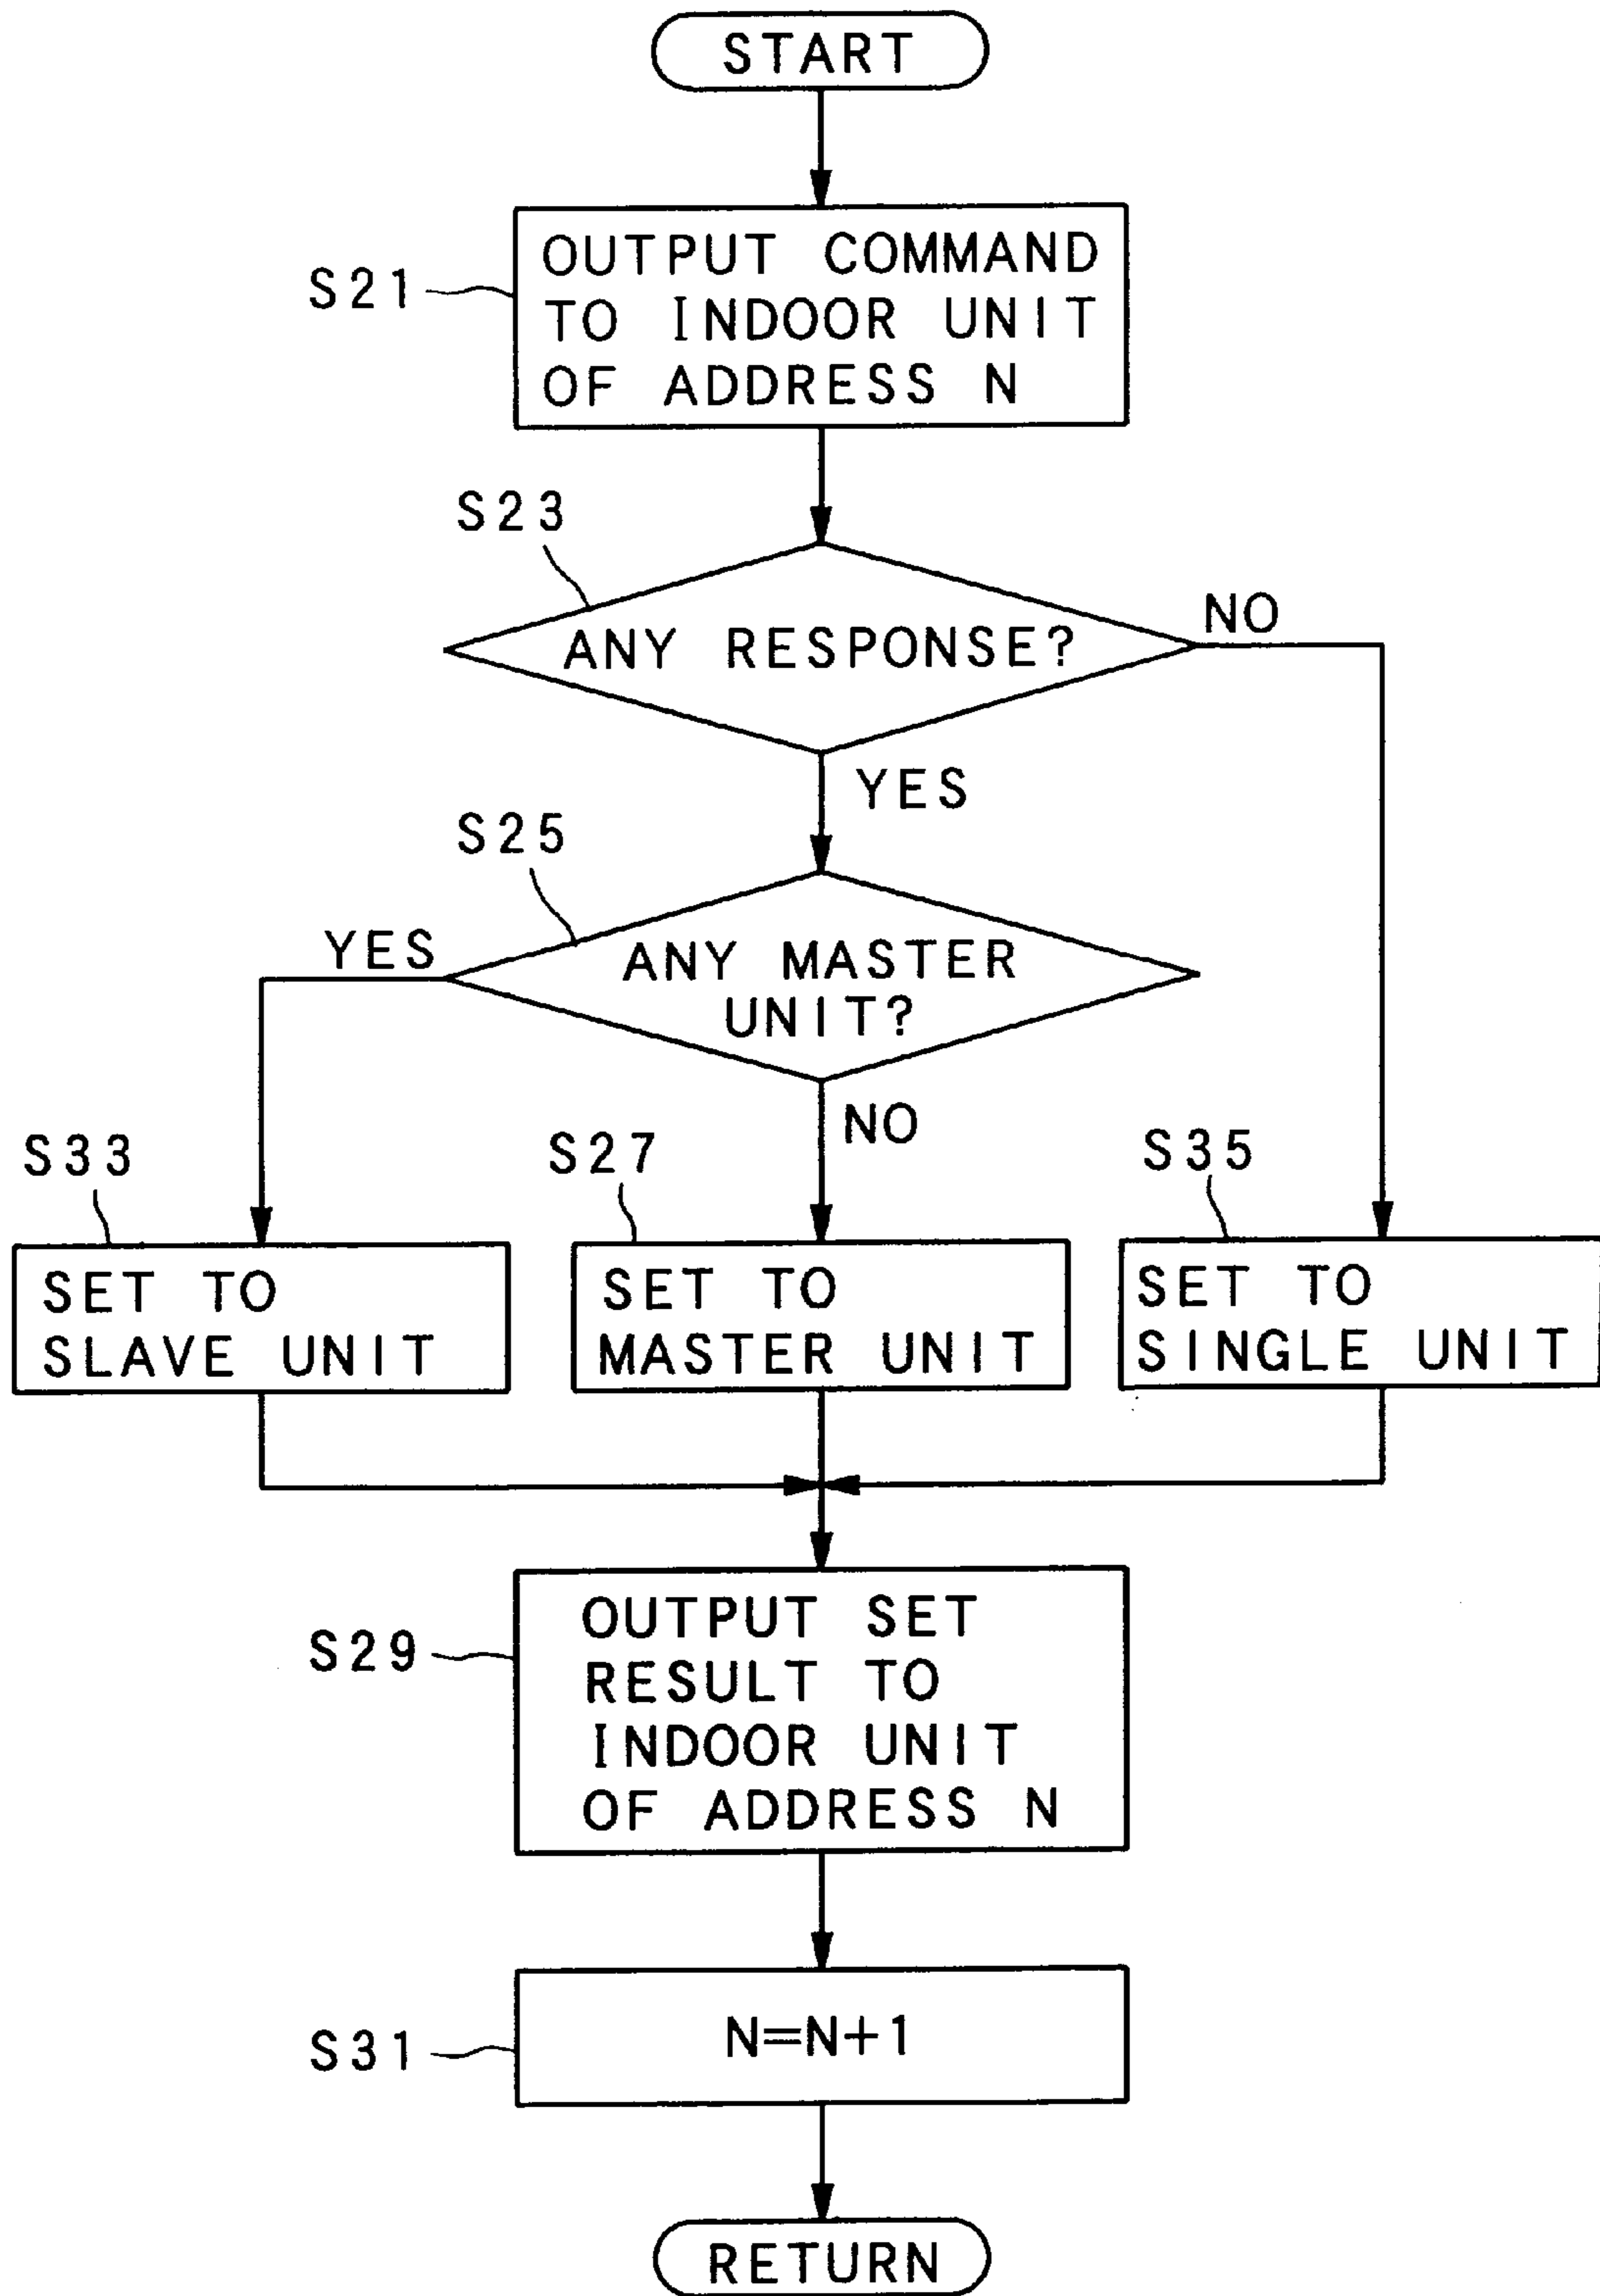 START
S21
OUTPUT COMMAND
TO INDOOR UNIT
OF ADDRESS N
S23
ANY RESPONSE?
NO
YES
S25
YES
ANY MASTER
UNIT?
NO
S33
S27
S35
SET TO
SLAVE UNIT
SET TO
MASTER UNIT
SET TO
SINGLE UNIT
S29
OUTPUT SET
RESULT TO
INDOOR UNIT
OF ADDRESS N
S31
N=N+1
RETURN